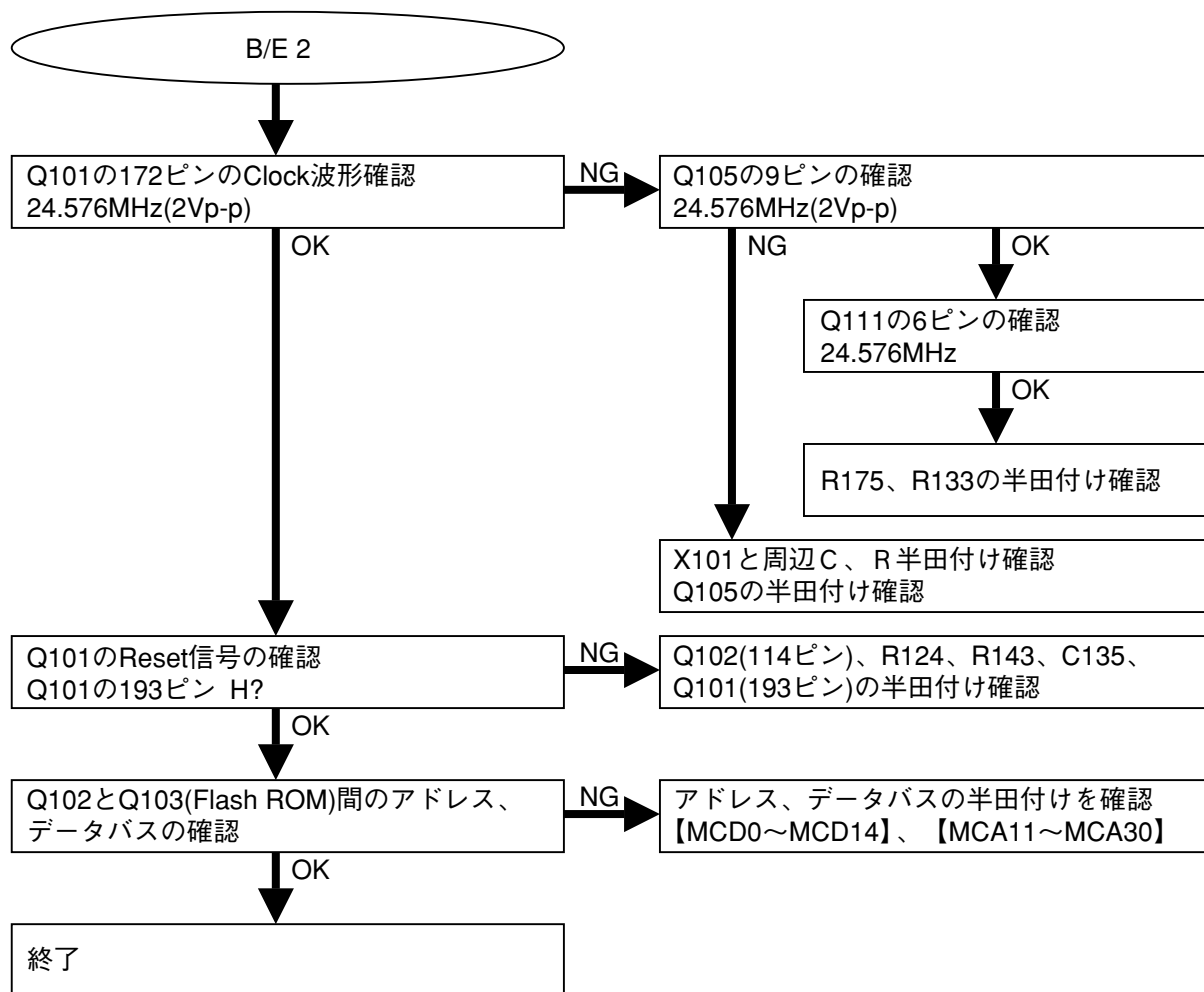 B/E 2
Q101の172ピンのClock波形確認
24.576MHz(2Vp-p)
NG
Q105の9ピンの確認
24.576MHz(2Vp-p)
OK
NG
OK
Q111の6ピンの確認
24.576MHz
OK
R175、R133の半田付け確認
X101と周辺C、R半田付け確認
Q105の半田付け確認
Q101のReset信号の確認
Q101の193ピン H?
NG
Q102(114ピン)、R124、R143、C135、
Q101(193ピン)の半田付け確認
OK
Q102とQ103(Flash ROM)間のアドレス、
データバスの確認
NG
アドレス、データバスの半田付けを確認
【MCD0～MCD14】、【MCA11～MCA30】
OK
終了